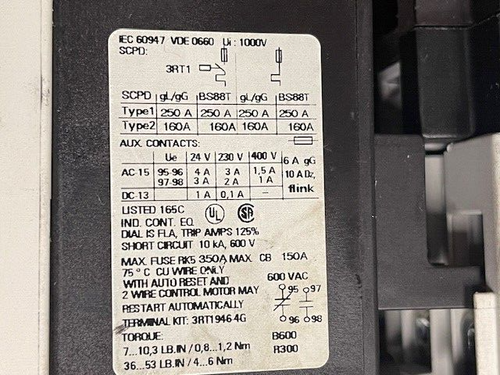 IEC 60947 VDE 0660 Ui: 1000V
SCPD:
3RT1
SCPD gL/gG BS88T gL/gG BS88T
Type1 250 A 250 A 250 A 250 A
Type2 160A 160A 160A 160A
AUX. CONTACTS:
Ue 24 V 230 V 400 V 6 A gG
AC-15 95-96 4 A 3 A 1,5 A 10 A Dz,
97-98 3 A 2 A 1 A flink
DC-13 1 A 0,1 A –
LISTED 165C UL SA
IND. CONT. EQ.
DIAL IS FLA, TRIP AMPS 125%
SHORT CIRCUIT 10 kA, 600 V
MAX. FUSE RK5 350A MAX. CB 150A
75 °C CU WIRE ONLY
WITH AUTO RESET AND 600 VAC
2 WIRE CONTROL MOTOR MAY 95 97
RESTART AUTOMATICALLY
TERMINAL KIT: 3RT1946 4G 96 98
TORQUE: B600
7...10,3 LB.IN / 0,8...1,2 Nm R300
36...53 LB.IN / 4...6 Nm